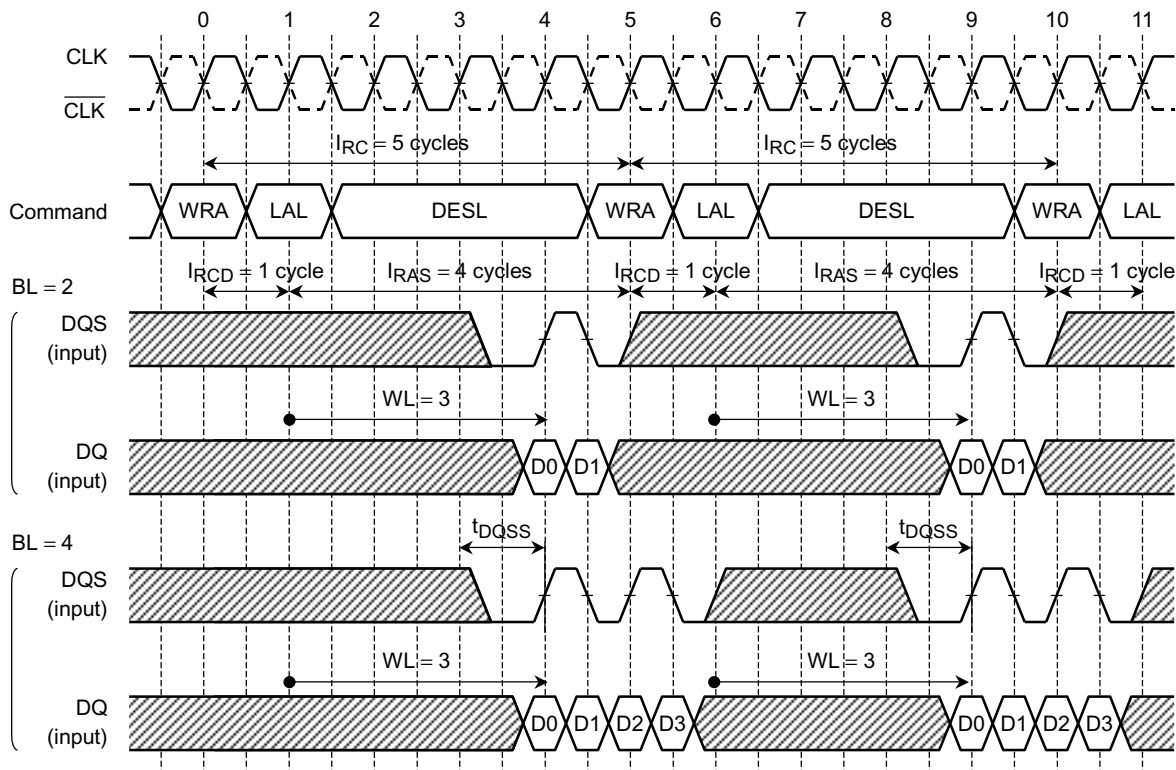 0 1 2 3 4 5 6 7 8 9 10 11
CLK
CLK
IRC = 5 cycles IRC = 5 cycles
Command WRA LAL DESL WRA LAL DESL WRA LAL
IRCD = 1 cycle IRAS = 4 cycles IRCD = 1 cycle IRAS = 4 cycles IRCD = 1 cycle
BL = 2
DQS
(input)
WL = 3 WL = 3
DQ
(input)
D0 D1 D0 D1
tDQSS tDQSS
BL = 4
DQS
(input)
WL = 3 WL = 3
DQ
(input)
D0 D1 D2 D3 D0 D1 D2 D3